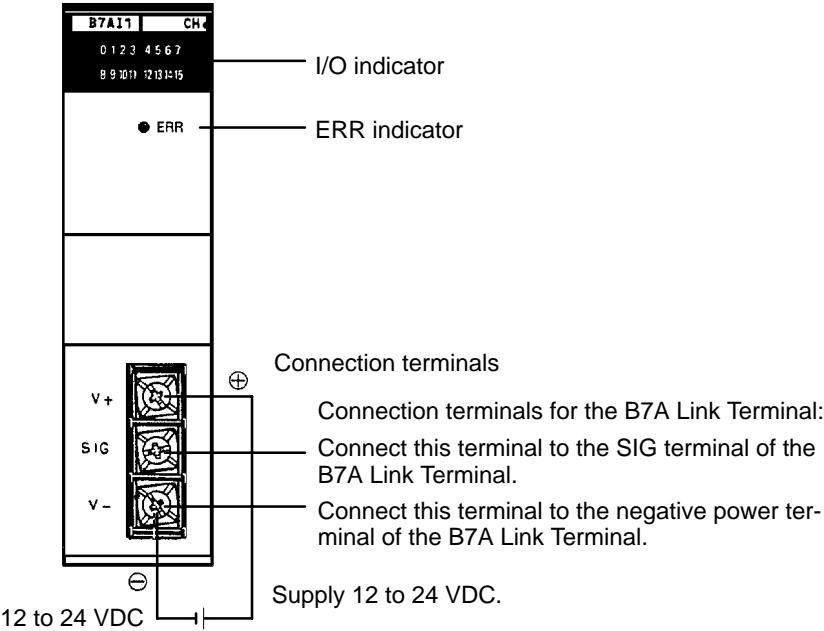 B7AI1 CH
0 1 2 3 4 5 6 7
8 9 10 11 12 13 14 15
I/O indicator
ERR
ERR indicator
Connection terminals
⊕
V +
Connection terminals for the B7A Link Terminal:
SIG
Connect this terminal to the SIG terminal of the
B7A Link Terminal.
V –
Connect this terminal to the negative power ter-
minal of the B7A Link Terminal.
⊖
Supply 12 to 24 VDC.
12 to 24 VDC